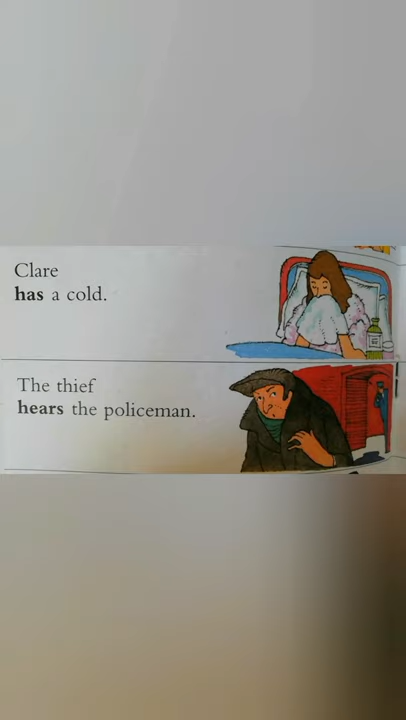 Clare
has a cold.
The thief
hears the policeman.